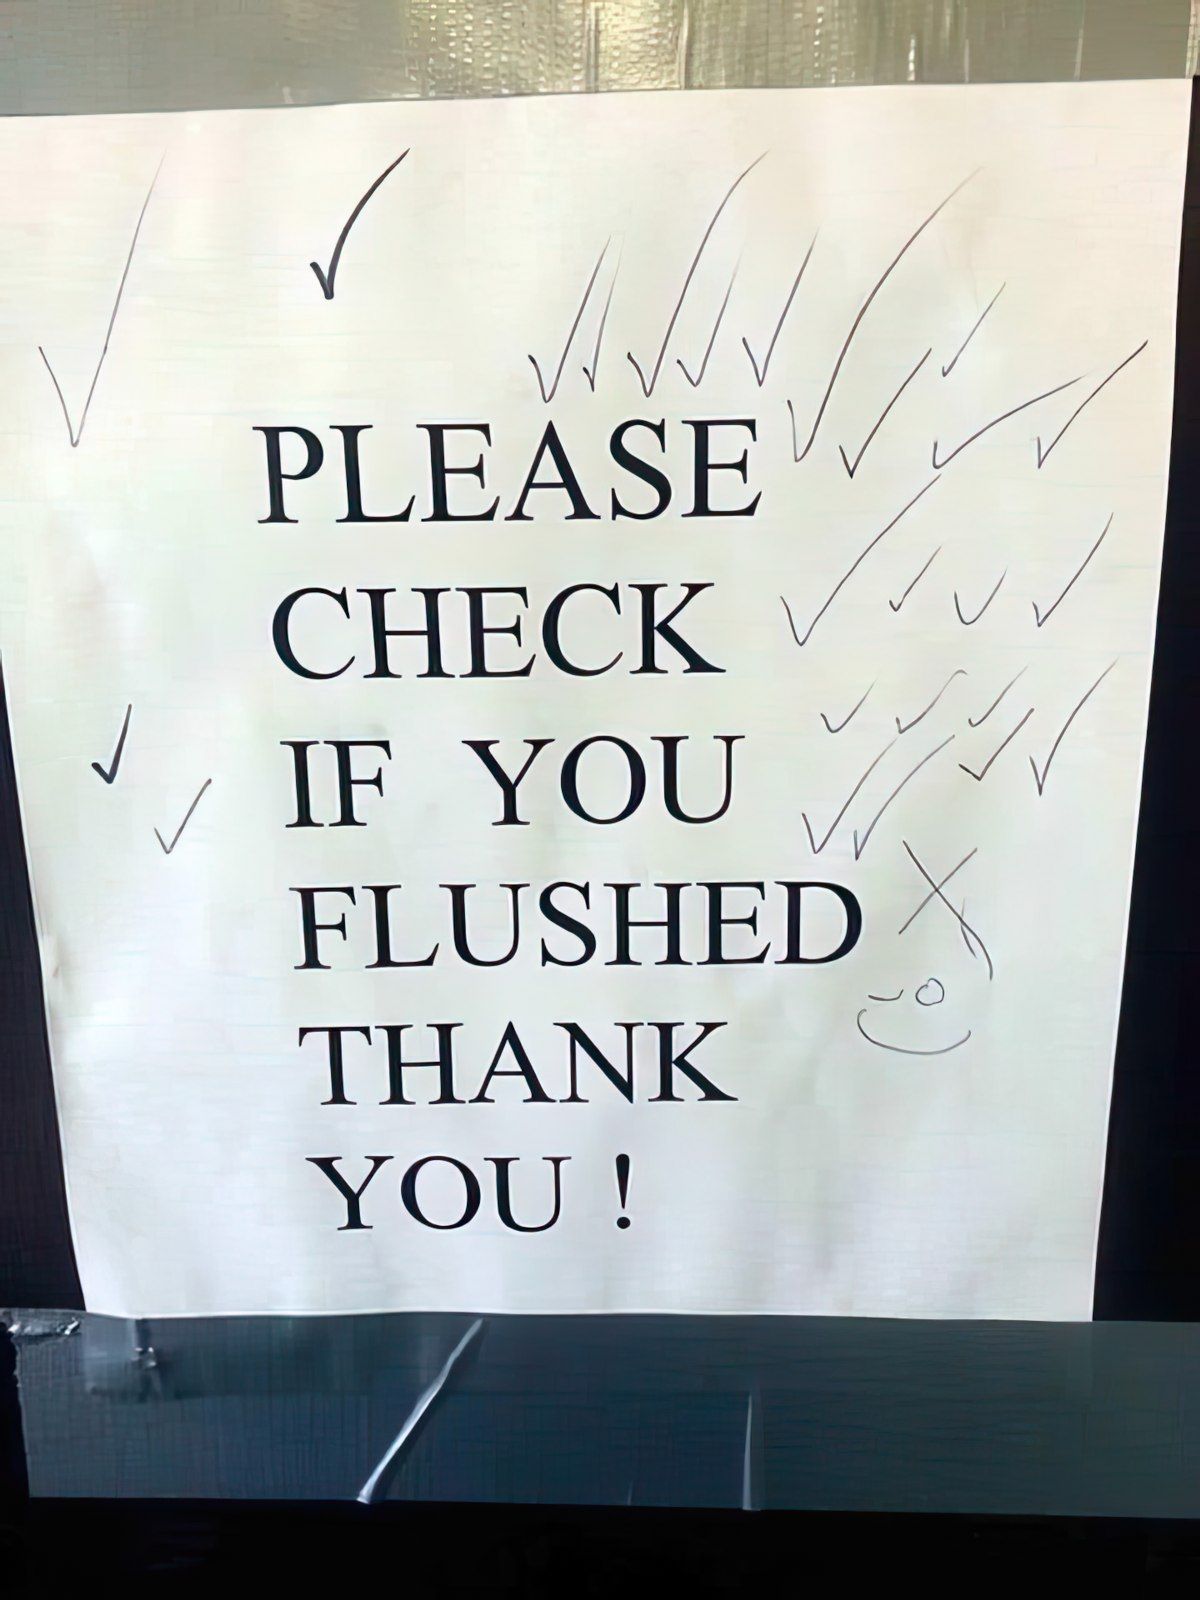 PLEASE
CHECK
IF YOU
FLUSHED
THANK
YOU !